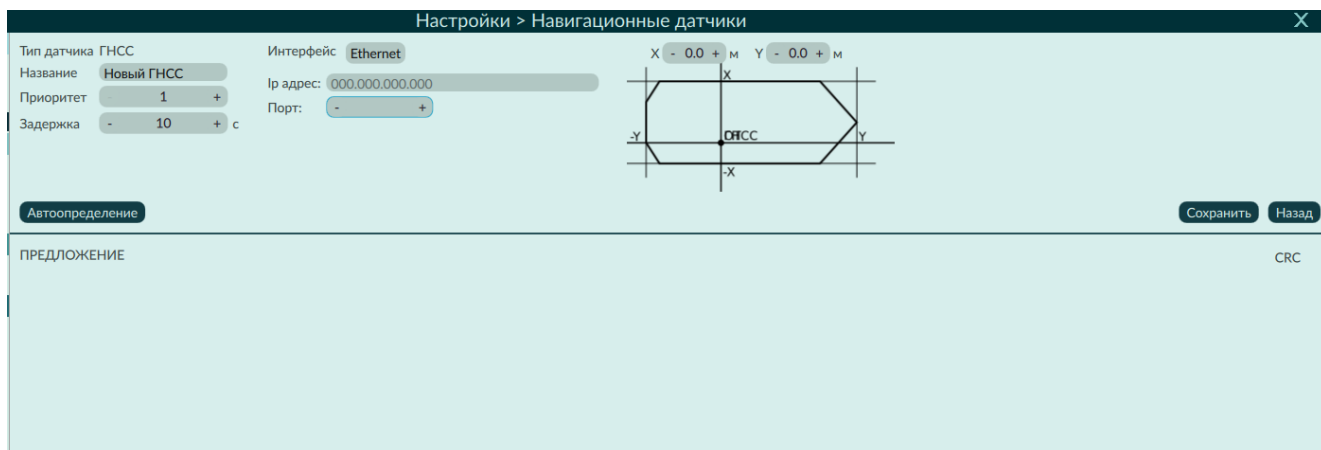 Настройки > Навигационные датчики X
Тип датчика ГНСС
Название Новый ГНСС
Приоритет - 1 +
Задержка - 10 + с
Интерфейс Ethernet
Ip адрес: 000.000.000.000
Порт: - +
X - 0.0 + м Y - 0.0 + м
X
-Y
Y
-X
Автоопределение
Сохранить Назад
ПРЕДЛОЖЕНИЕ CRC